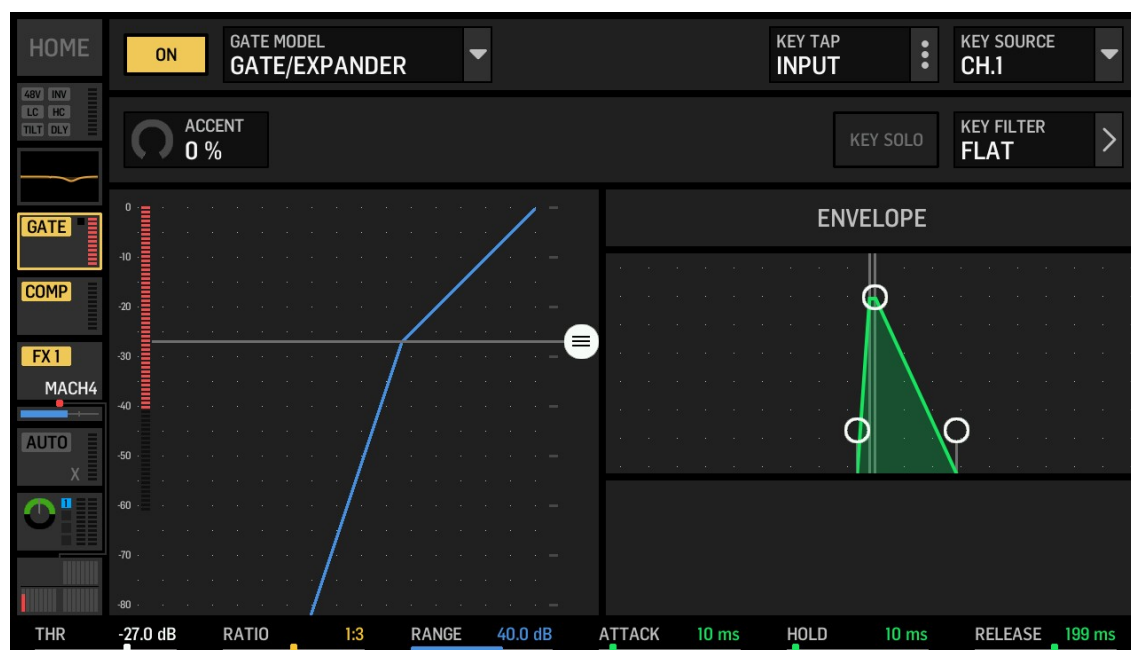 HOME
ON
GATE MODEL
GATE/EXPANDER
KEY TAP
INPUT
KEY SOURCE
CH.1
48V INV
LC HC
TILT DLY
ACCENT
0 %
KEY SOLO
KEY FILTER
FLAT
GATE
COMP
FX 1
MACH4
AUTO
X
1
0
-10
-20
-30
-40
-50
-60
-70
-80
ENVELOPE
THR -27.0 dB RATIO 1:3 RANGE 40.0 dB ATTACK 10 ms HOLD 10 ms RELEASE 199 ms